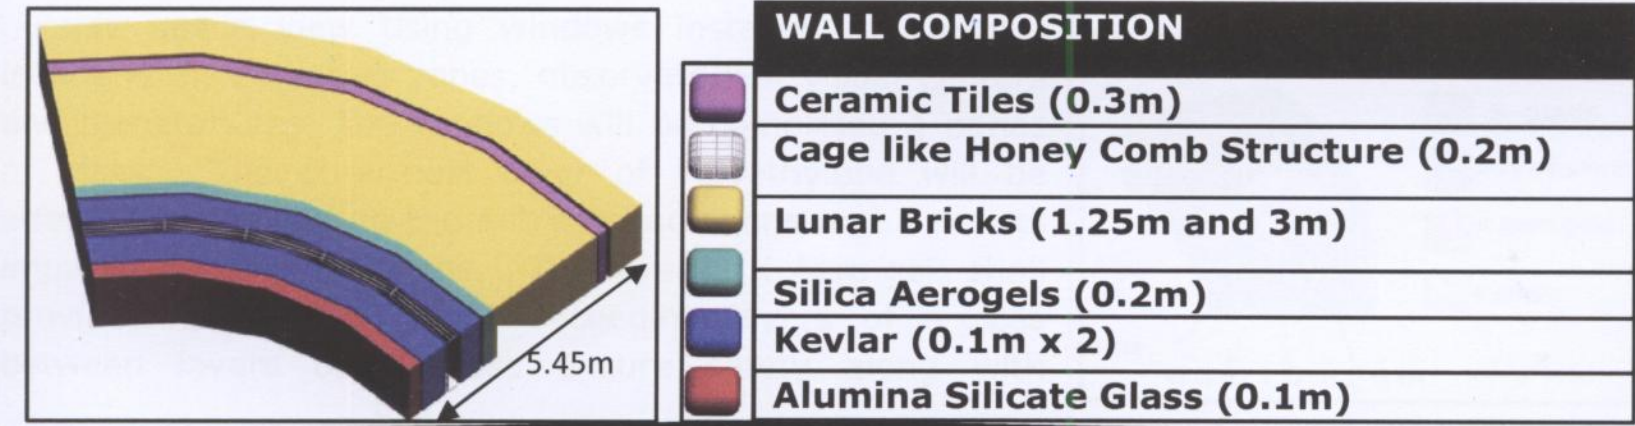 5.45m
WALL COMPOSITION
Ceramic Tiles (0.3m)
Cage like Honey Comb Structure (0.2m)
Lunar Bricks (1.25m and 3m)
Silica Aerogels (0.2m)
Kevlar (0.1m x 2)
Alumina Silicate Glass (0.1m)